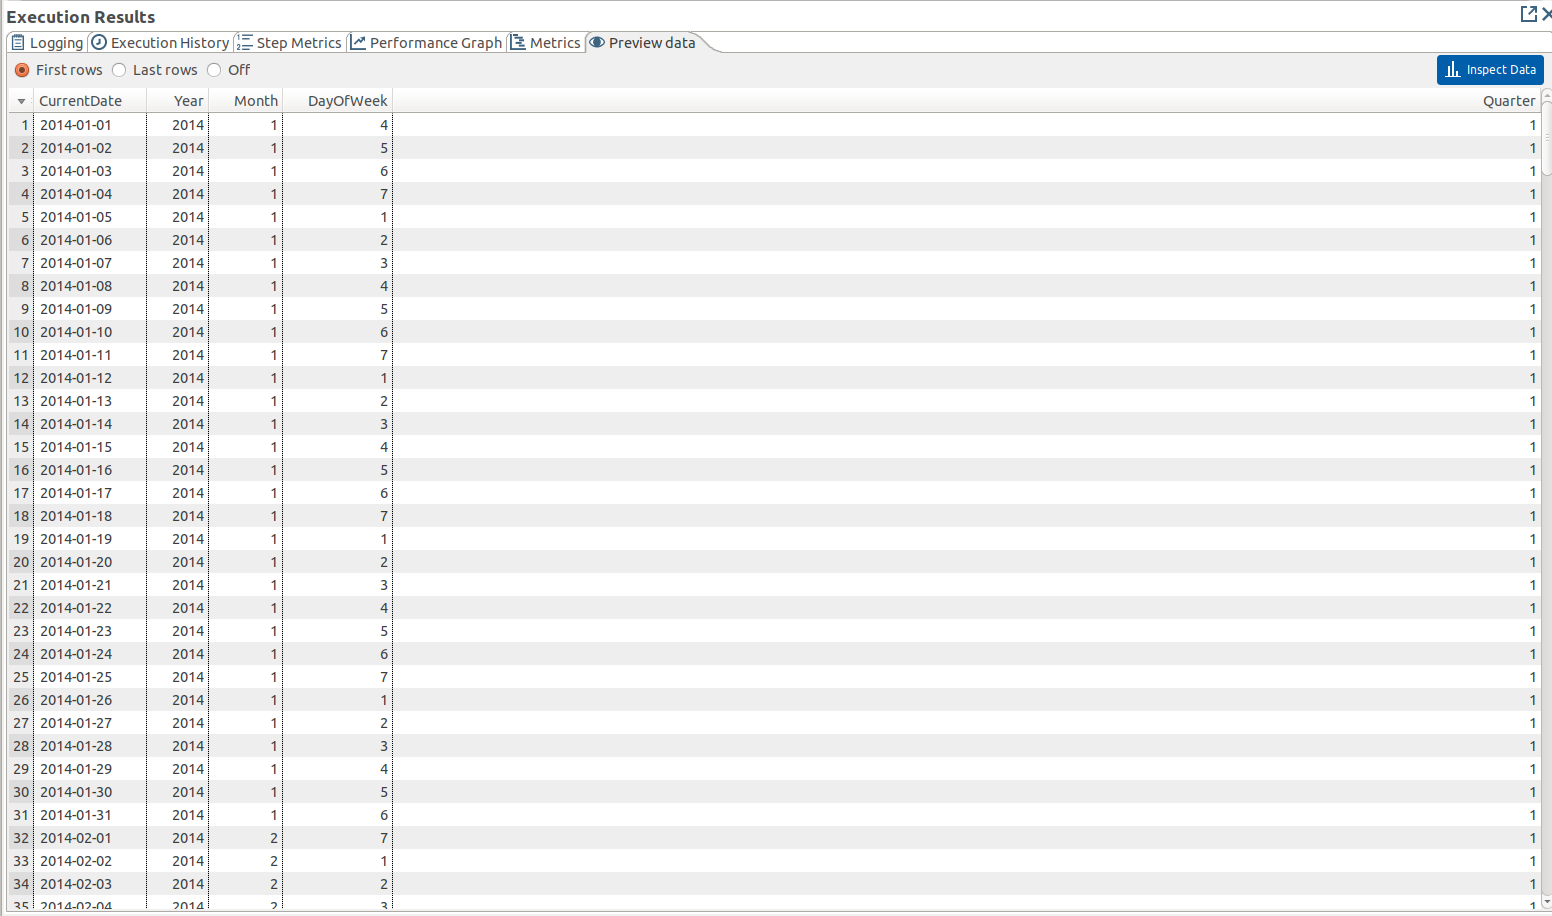 Execution Results
Logging Execution History Step Metrics Performance Graph Metrics Preview data
First rows Last rows Off Inspect Data
CurrentDate Year Month DayOfWeek Quarter
1 2014-01-01 2014 1 4 1
2 2014-01-02 2014 1 5 1
3 2014-01-03 2014 1 6 1
4 2014-01-04 2014 1 7 1
5 2014-01-05 2014 1 1 1
6 2014-01-06 2014 1 2 1
7 2014-01-07 2014 1 3 1
8 2014-01-08 2014 1 4 1
9 2014-01-09 2014 1 5 1
10 2014-01-10 2014 1 6 1
11 2014-01-11 2014 1 7 1
12 2014-01-12 2014 1 1 1
13 2014-01-13 2014 1 2 1
14 2014-01-14 2014 1 3 1
15 2014-01-15 2014 1 4 1
16 2014-01-16 2014 1 5 1
17 2014-01-17 2014 1 6 1
18 2014-01-18 2014 1 7 1
19 2014-01-19 2014 1 1 1
20 2014-01-20 2014 1 2 1
21 2014-01-21 2014 1 3 1
22 2014-01-22 2014 1 4 1
23 2014-01-23 2014 1 5 1
24 2014-01-24 2014 1 6 1
25 2014-01-25 2014 1 7 1
26 2014-01-26 2014 1 1 1
27 2014-01-27 2014 1 2 1
28 2014-01-28 2014 1 3 1
29 2014-01-29 2014 1 4 1
30 2014-01-30 2014 1 5 1
31 2014-01-31 2014 1 6 1
32 2014-02-01 2014 2 7 1
33 2014-02-02 2014 2 1 1
34 2014-02-03 2014 2 2 1
35 2014-02-04 2014 2 3 1